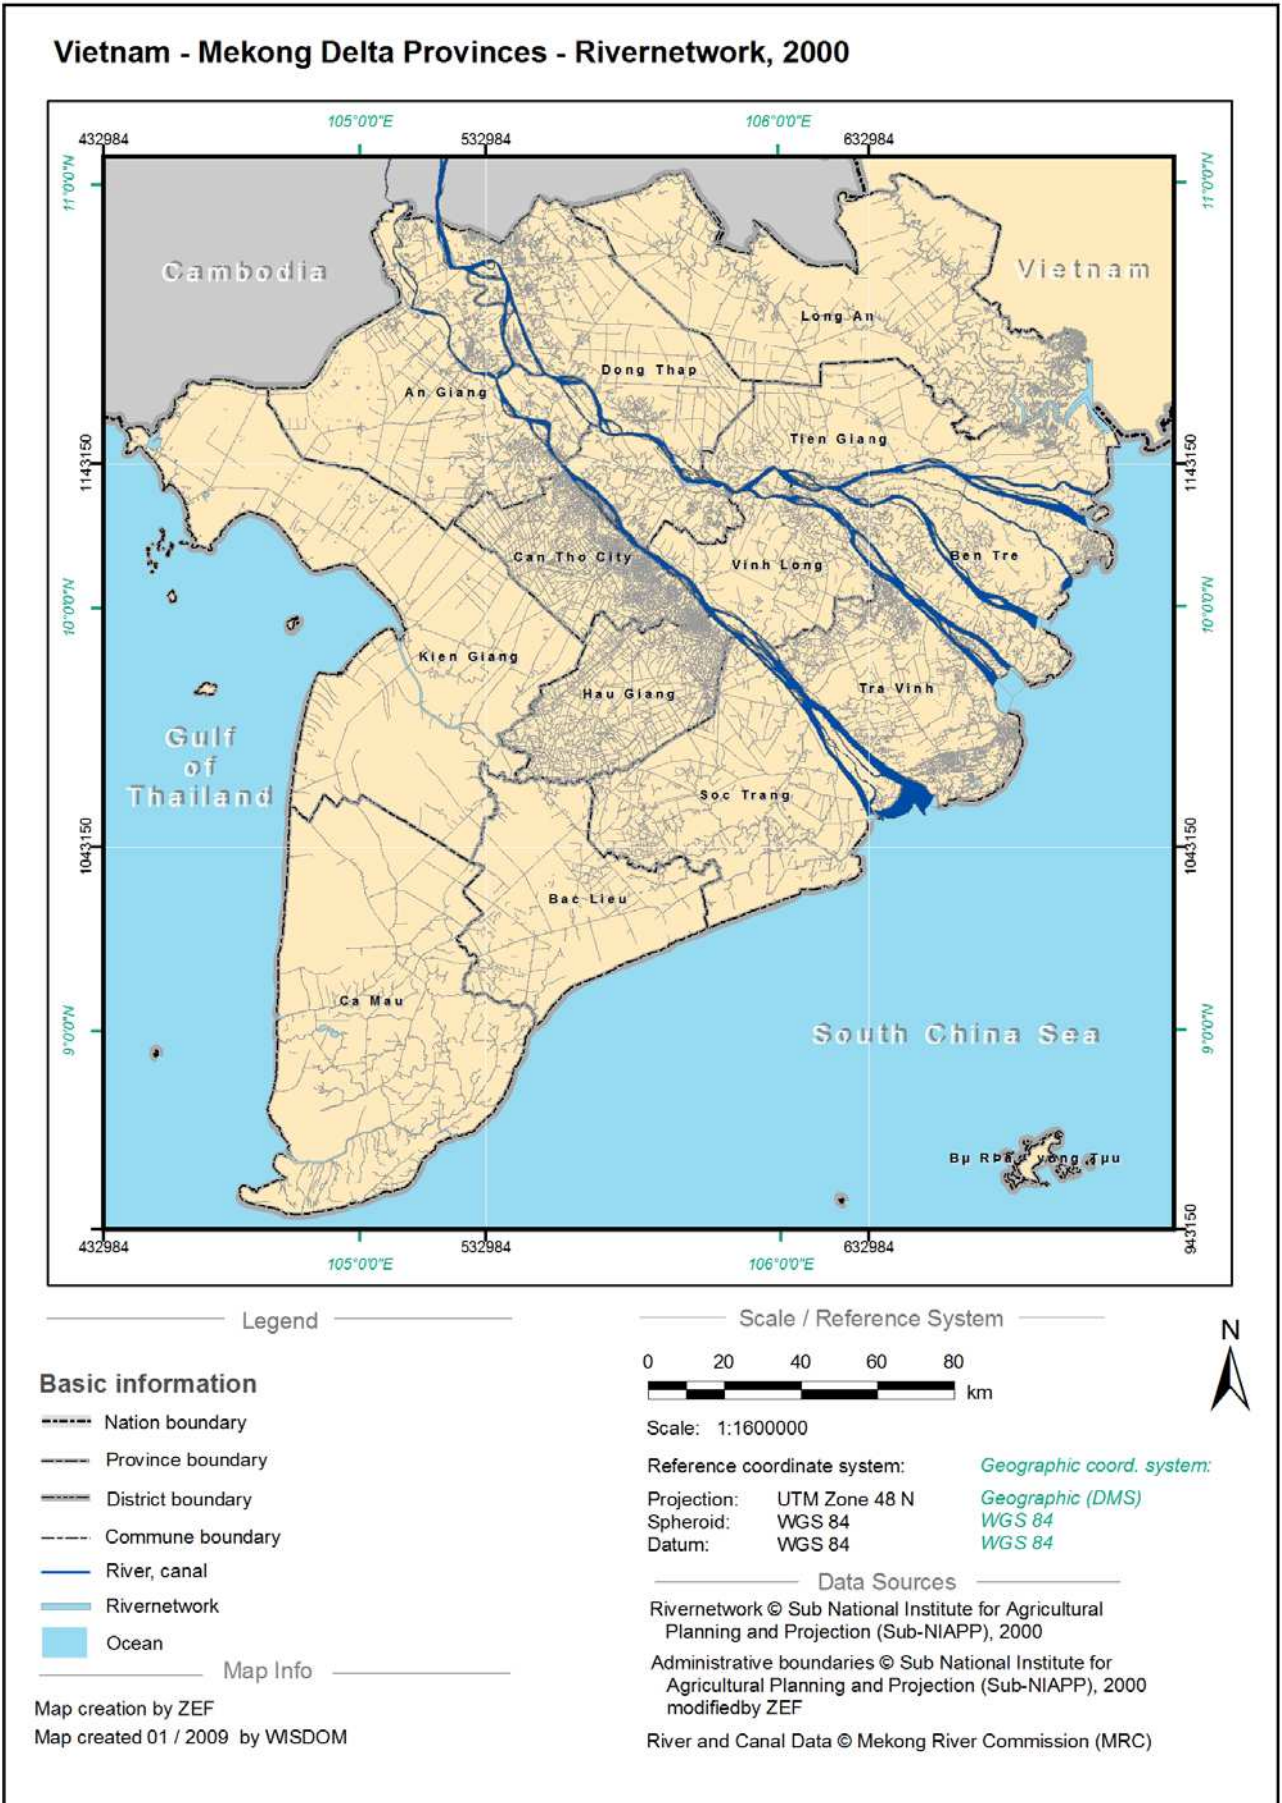 Vietnam - Mekong Delta Provinces - Rivernetwork, 2000
105°0'0"E
106°0'0"E
432984
532984
632984
11°0'0"N
11°0'0"N
Cambodia
Vietnam
Long An
Dong Thap
An Giang
Tien Giang
1143150
1143150
Can Tho City
Vinh Long
Ben Tre
10°0'0"N
10°0'0"N
Kien Giang
Hau Giang
Tra Vinh
Gulf
of
Thailand
Soc Trang
1043150
1043150
Bac Lieu
Ca Mau
9°0'0"N
9°0'0"N
South China Sea
Bµ
943150
432984
532984
632984
105°0'0"E
106°0'0"E
Legend
Basic information
Nation boundary
Province boundary
District boundary
Commune boundary
River, canal
Rivernetwork
Ocean
Map Info
Map creation by ZEF
Map created 01 / 2009 by WISDOM
Scale / Reference System
N
0 20 40 60 80
km
Scale: 1:1600000
Reference coordinate system: Geographic coord. system:
Projection: UTM Zone 48 N Geographic (DMS)
Spheroid: WGS 84 WGS 84
Datum: WGS 84 WGS 84
Data Sources
Rivernetwork © Sub National Institute for Agricultural
Planning and Projection (Sub-NIAPP), 2000
Administrative boundaries © Sub National Institute for
Agricultural Planning and Projection (Sub-NIAPP), 2000
modifiedby ZEF
River and Canal Data © Mekong River Commission (MRC)